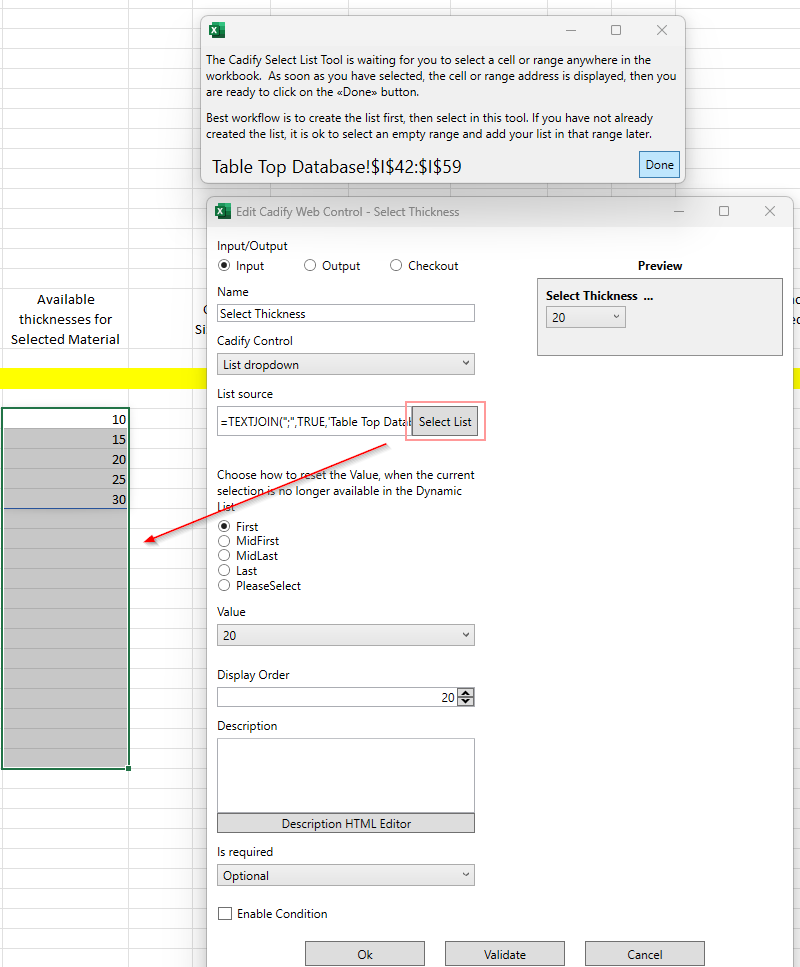 The Cadify Select List Tool is waiting for you to select a cell or range anywhere in the
workbook.  As soon as you have selected, the cell or range address is displayed, then you
are ready to click on the «Done» button.
Best workflow is to create the list first, then select in this tool. If you have not already
created the list, it is ok to select an empty range and add your list in that range later.
Table Top Database!$I$42:$I$59
Done
Edit Cadify Web Control - Select Thickness
Input/Output
Input
Output
Checkout
Name
Select Thickness
Cadify Control
List dropdown
List source
=TEXTJOIN(";",TRUE,'Table Top
Select List
Choose how to reset the Value, when the current
selection is no longer available in the Dynamic
List
First
MidFirst
MidLast
Last
PleaseSelect
Value
20
Display Order
20
Description
Description HTML Editor
Is required
Optional
Enable Condition
Ok
Validate
Cancel
Preview
Select Thickness ...
20
Available
thicknesses for
Selected Material
10
15
20
25
30